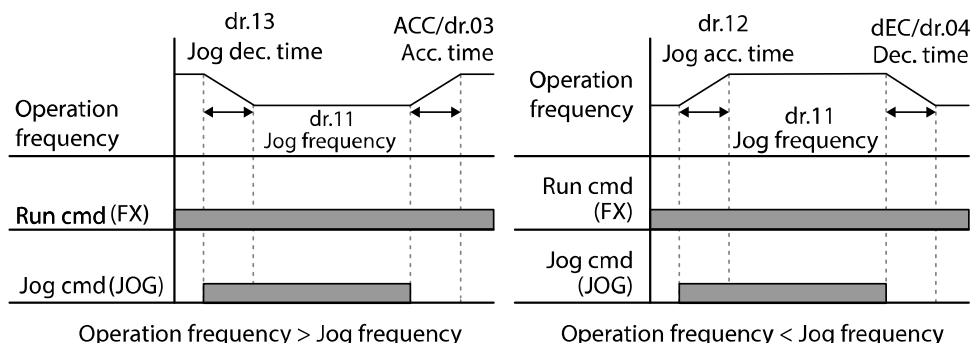 dr.13
Jog dec. time
ACC/dr.03
Acc. time
Operation
frequency
dr.11
Jog frequency
Run cmd (FX)
Jog cmd (JOG)
Operation frequency > Jog frequency
dr.12
Jog acc. time
dEC/dr.04
Dec. time
Operation
frequency
dr.11
Jog frequency
Run cmd
(FX)
Jog cmd
(JOG)
Operation frequency < Jog frequency